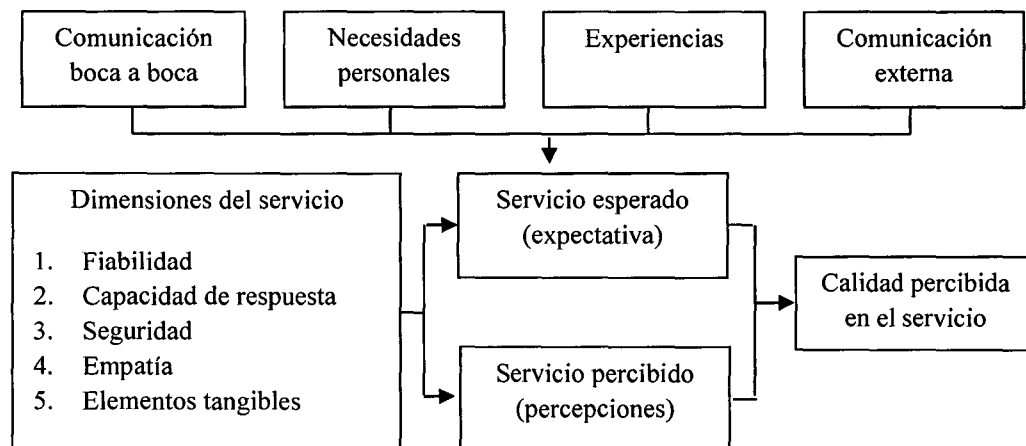 Comunicación
boca a boca
Necesidades
personales
Experiencias
Comunicación
externa
Dimensiones del servicio
1. Fiabilidad
2. Capacidad de respuesta
3. Seguridad
4. Empatía
5. Elementos tangibles
Servicio esperado
(expectativa)
Servicio percibido
(percepciones)
Calidad percibida
en el servicio